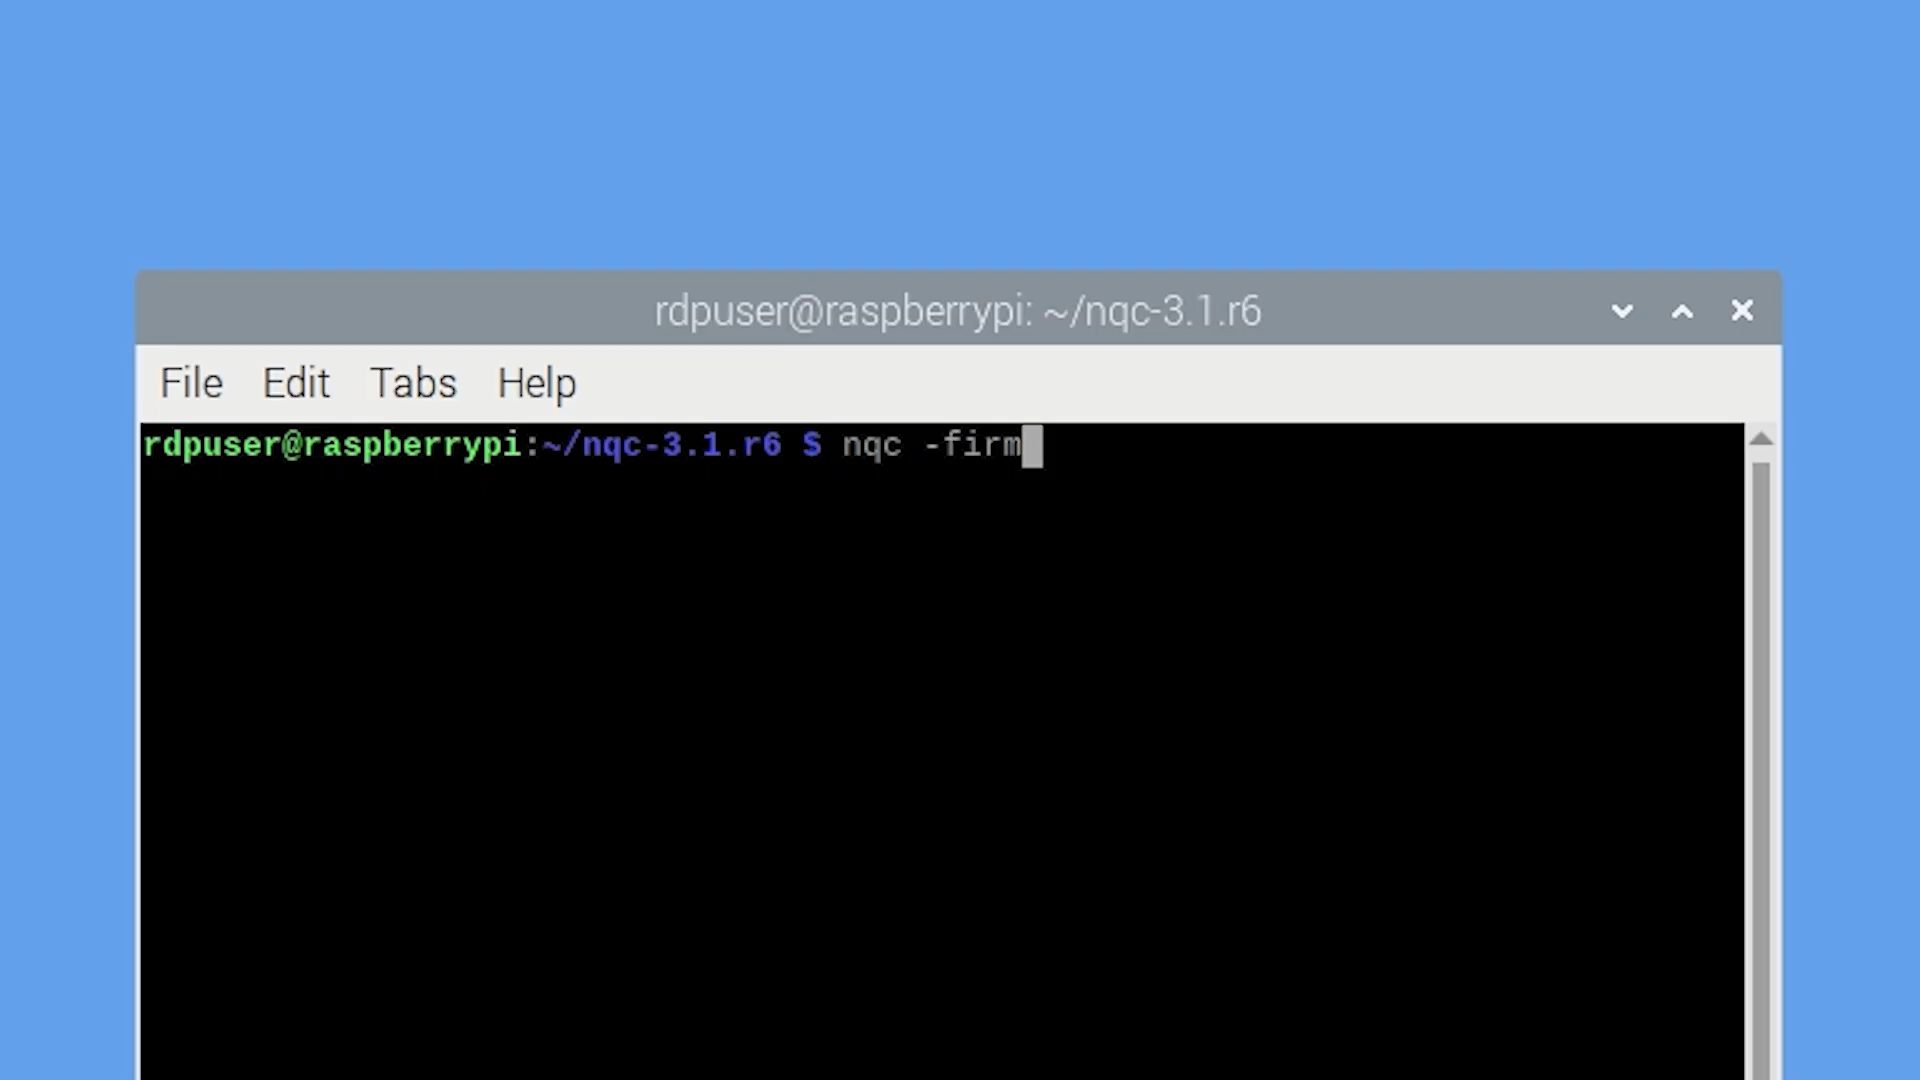 rdpuser@raspberrypi: ~/nqc-3.1.r6
File Edit Tabs Help
rdpuser@raspberrypi:~/nqc-3.1.r6 $ nqc -firm